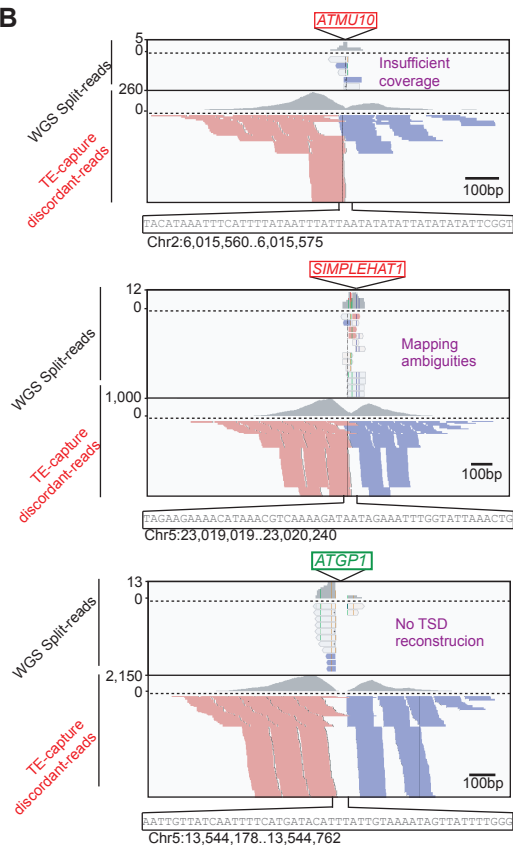 B
ATMU10
5
0
WGS Split-reads
Insufficient
coverage
260
0
TE-capture
discordant-reads
100bp
TACATAAATTTCATTTTATAATTTATTAATATATATTATATATATTCGGT
Chr2:6,015,560..6,015,575
SIMPLEHAT1
12
0
WGS Split-reads
Mapping
ambiguities
1,000
0
TE-capture
discordant-reads
100bp
TAGAAGAAAACATAAACGTCAAAAGATAATAGAAATTTGGTATTAAACTG
Chr5:23,019,019..23,020,240
ATGP1
13
0
WGS Split-reads
No TSD
reconstrucion
2,150
0
TE-capture
discordant-reads
100bp
AATTGTTATCAATTTTCATGATACATTTATTGTAAAATAGTTATTTTGGG
Chr5:13,544,178..13,544,762